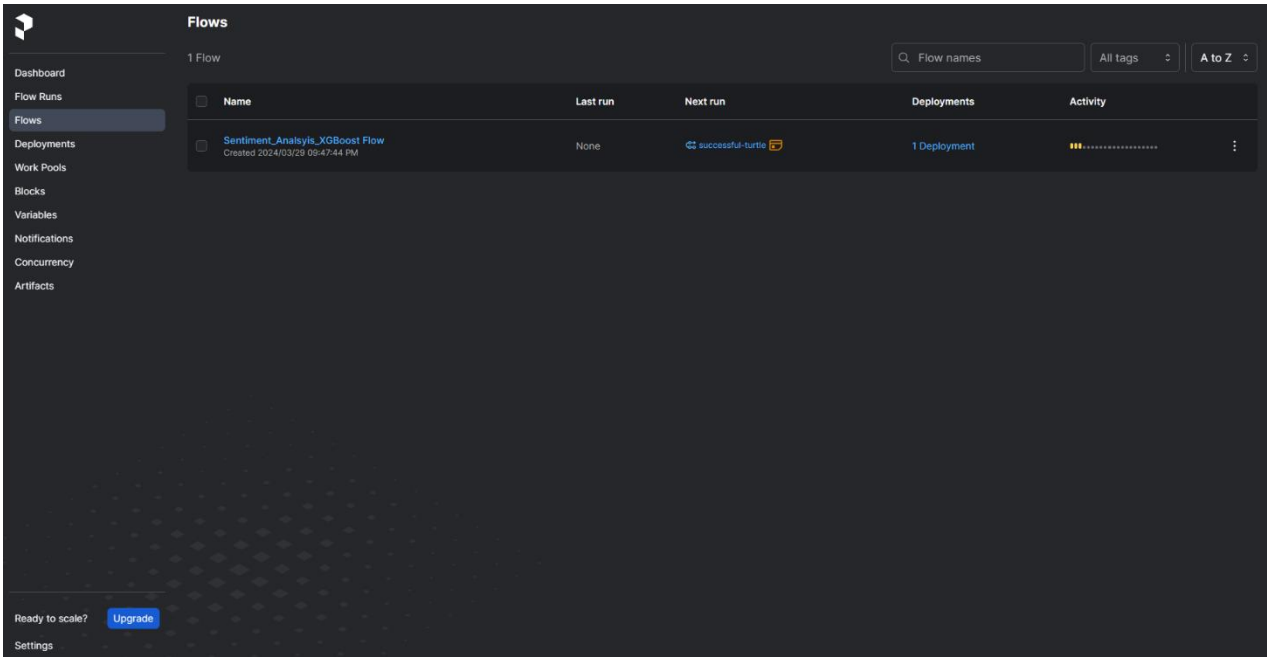 Flows
1 Flow
Flow names
All tags
A to Z
Dashboard
Flow Runs
Flows
Deployments
Work Pools
Blocks
Variables
Notifications
Concurrency
Artifacts
Name
Last run
Next run
Deployments
Activity
Sentiment_Analsyis_XGBoost Flow
Created 2024/03/29 09:47:44 PM
None
successful-turtle
1 Deployment
Ready to scale?
Upgrade
Settings